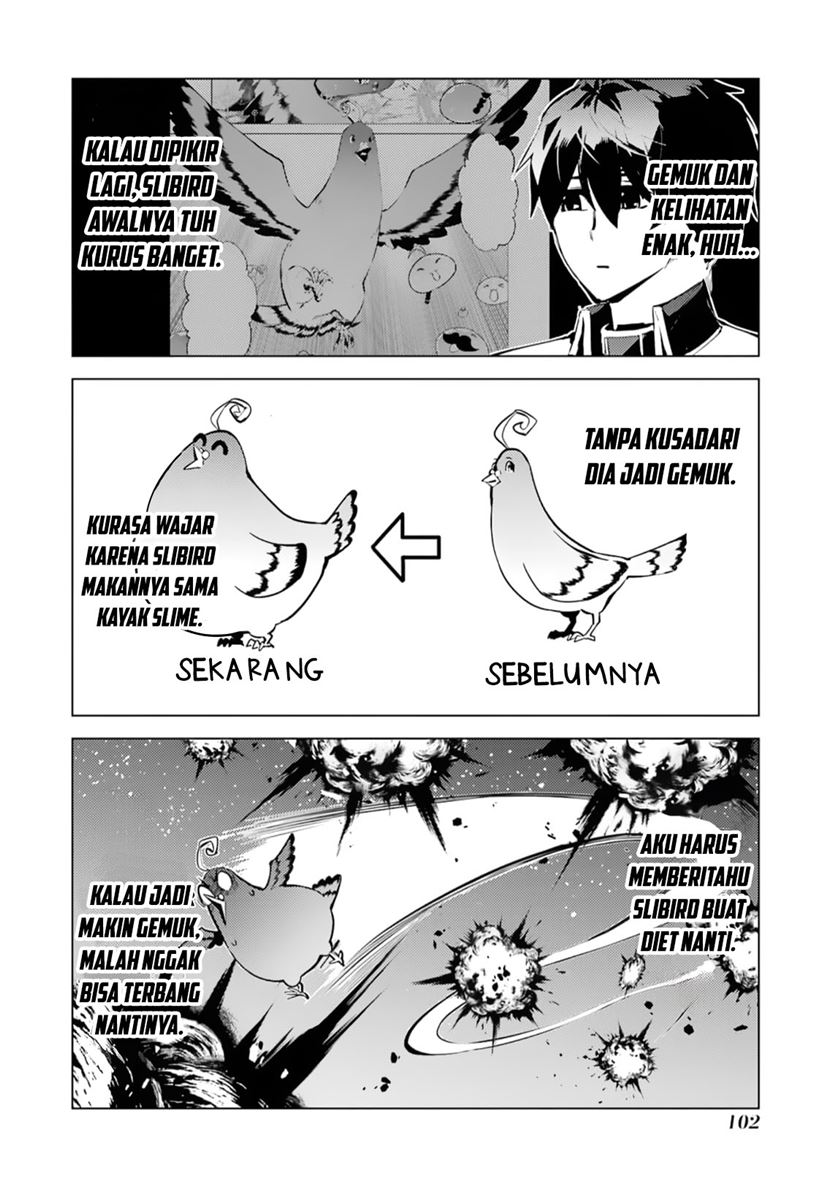 GEMUK DAN
KELIHATAN
ENAK, HUH...
KALAU DIPIKIR
LAGI, SLIBIRD
AWALNYA TUH
KURUS BANGET.
TANPA KUSADARI
DIA JADI GEMUK.
KURASA WAJAR
KARENA SLIBIRD
MAKANNYA SAMA
KAYAK SLIME.
SEBELUMNYA
SEKARANG
AKU HARUS
MEMBERITAHU
SLIBIRD BUAT
DIET NANTI.
KALAU JADI
MAKIN GEMUK,
MALAH NGGAK
BISA TERBANG
NANTINYA.
102